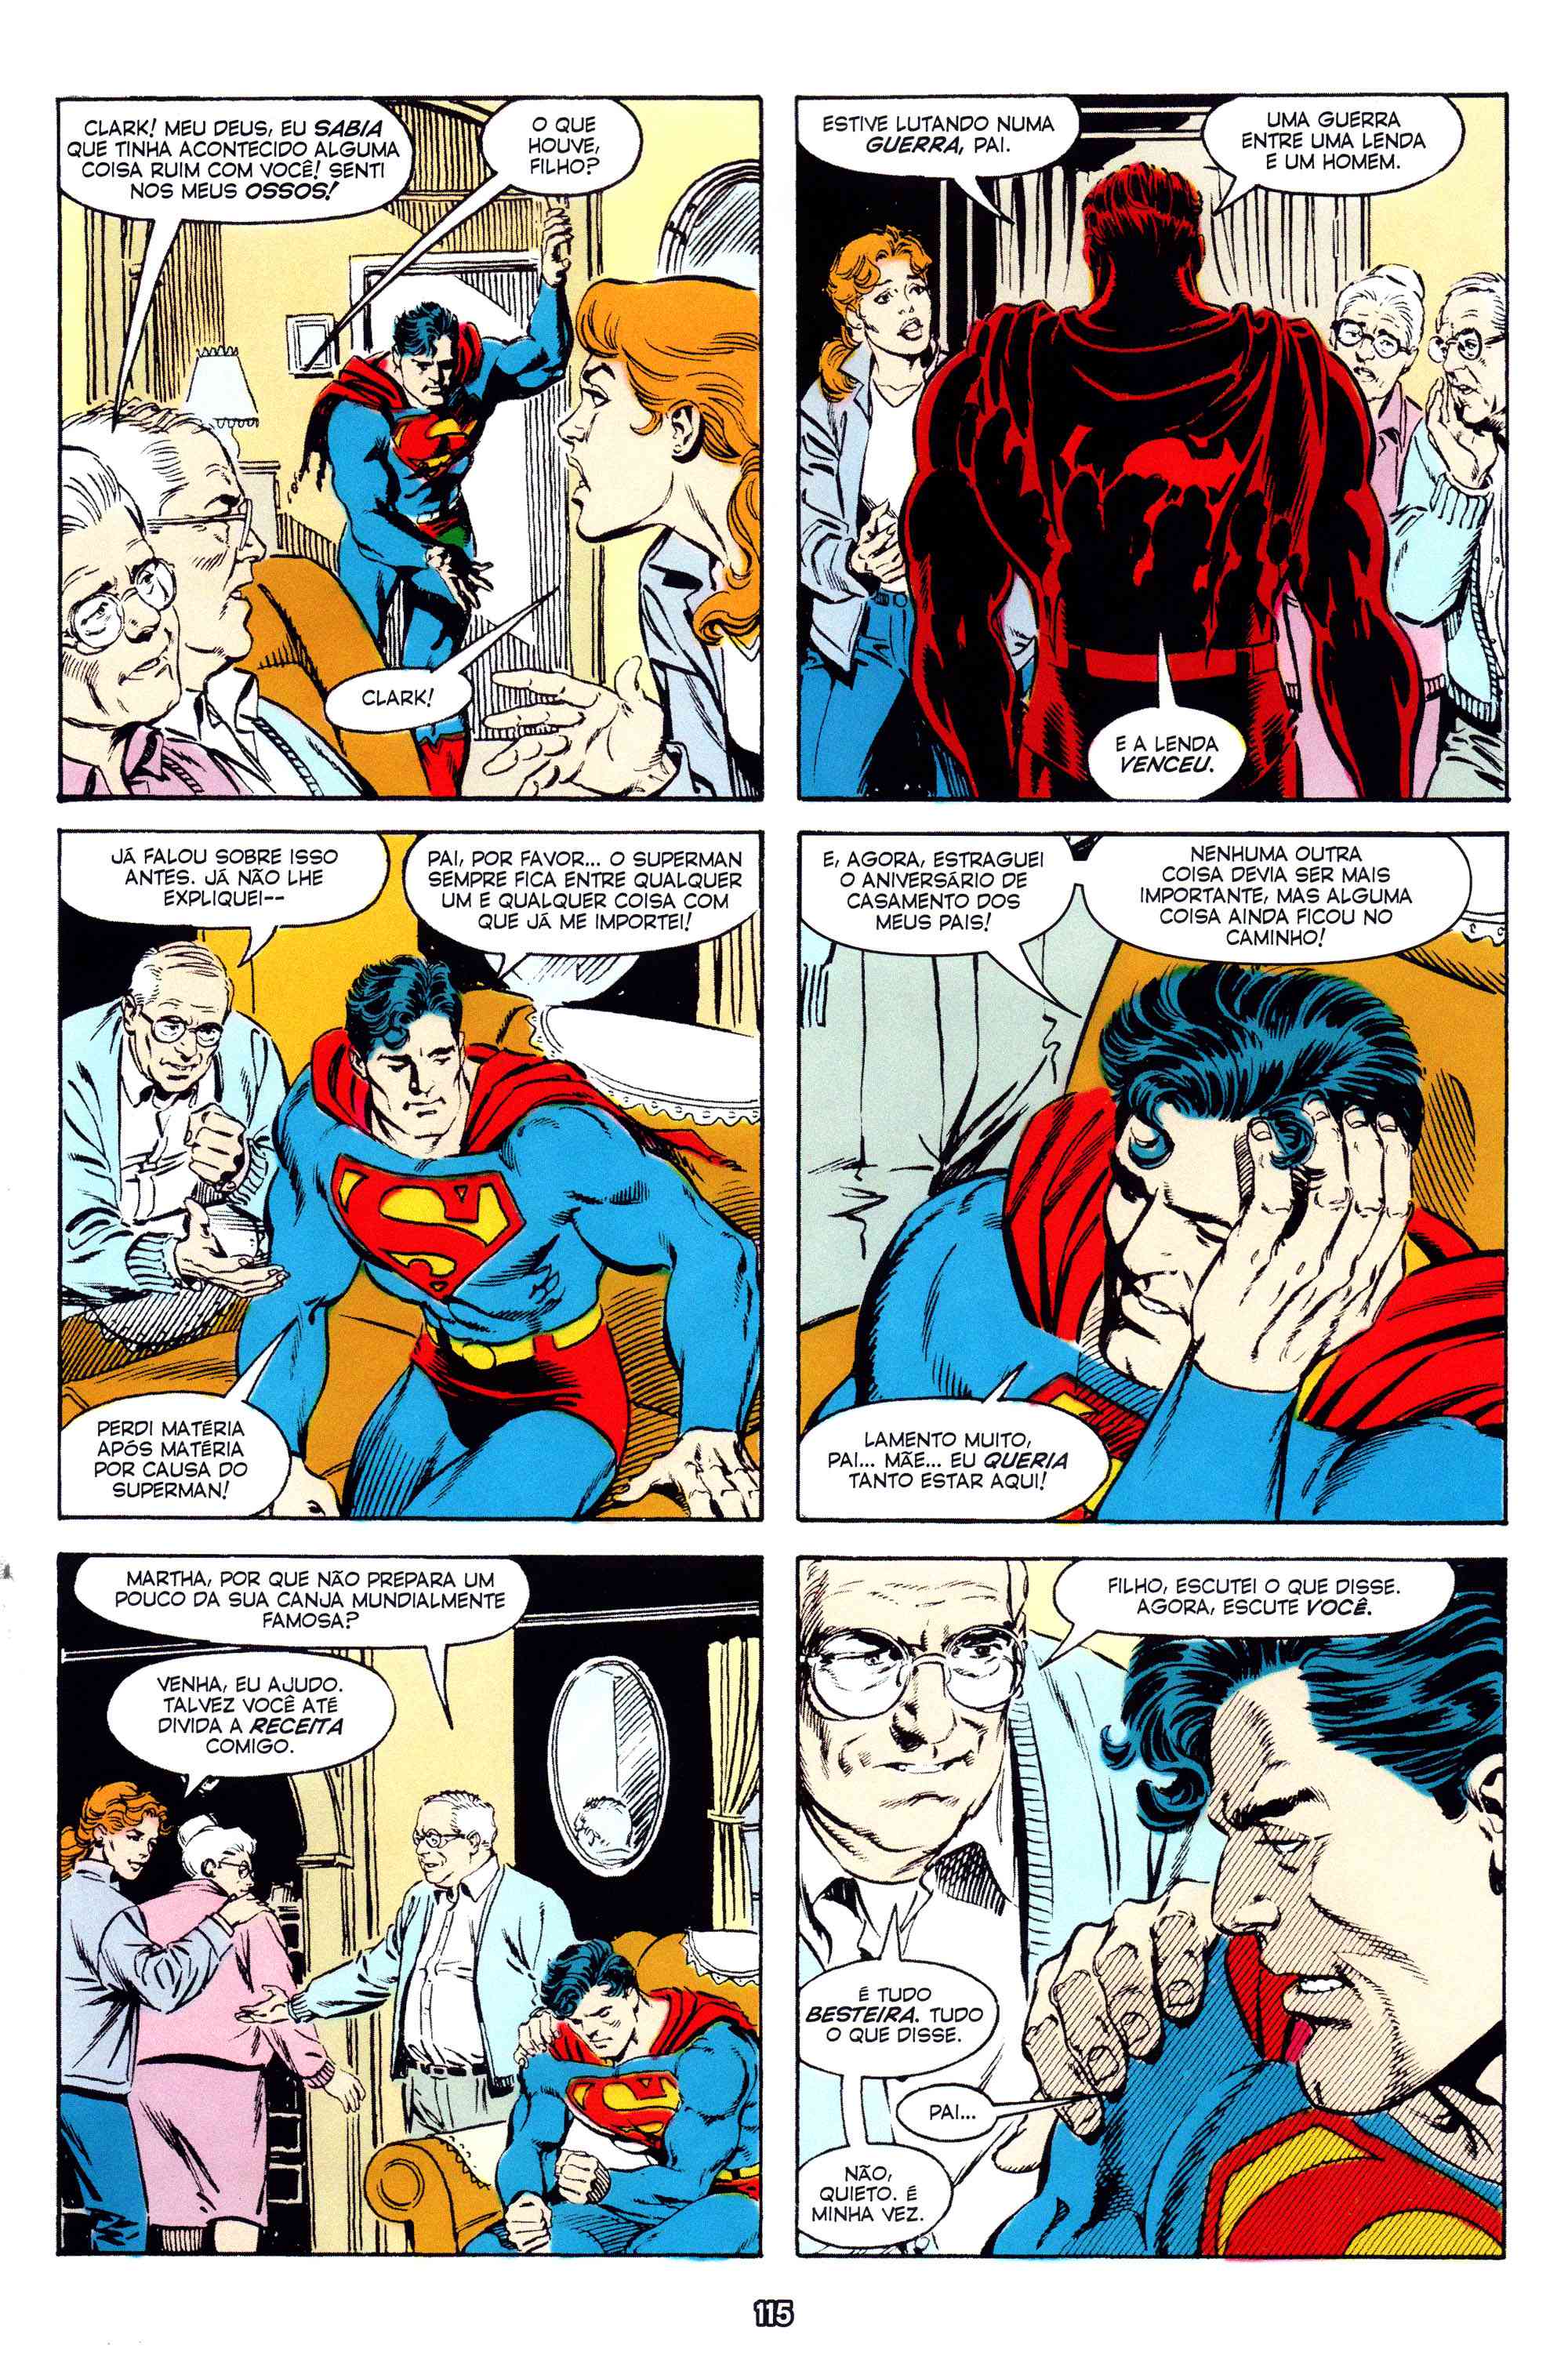 CLARK! MEU DEUS, EU SABIA
QUE TINHA ACONTECIDO ALGUMA
COISA RUIM COM VOCÊ! SENTI
NOS MEUS OSSOS!
O QUE
HOUVE,
FILHO?
CLARK!
ESTIVE LUTANDO NUMA
GUERRA, PAI.
UMA GUERRA
ENTRE UMA LENDA
E UM HOMEM.
E A LENDA
VENCEU.
JÁ FALOU SOBRE ISSO
ANTES. JÁ NÃO LHE
EXPLIQUEI--
PAI, POR FAVOR... O SUPERMAN
SEMPRE FICA ENTRE QUALQUER
UM E QUALQUER COISA COM
QUE JÁ ME IMPORTEI!
PERDI MATÉRIA
APÓS MATÉRIA
POR CAUSA DO
SUPERMAN!
E, AGORA, ESTRAGUEI
O ANIVERSÁRIO DE
CASAMENTO DOS
MEUS PAIS!
NENHUMA OUTRA
COISA DEVIA SER MAIS
IMPORTANTE, MAS ALGUMA
COISA AINDA FICOU NO
CAMINHO!
LAMENTO MUITO,
PAI... MÃE... EU QUERIA
TANTO ESTAR AQUI!
MARTHA, POR QUE NÃO PREPARA UM
POUCO DA SUA CANJA MUNDIALMENTE
FAMOSA?
VENHA, EU AJUDO.
TALVEZ VOCÊ ATÉ
DIVIDA A RECEITA
COMIGO.
FILHO, ESCUTEI O QUE DISSE.
AGORA, ESCUTE VOCÊ.
É TUDO
BESTEIRA. TUDO
O QUE DISSE.
PAI...
NÃO,
QUIETO. É
MINHA VEZ.
115